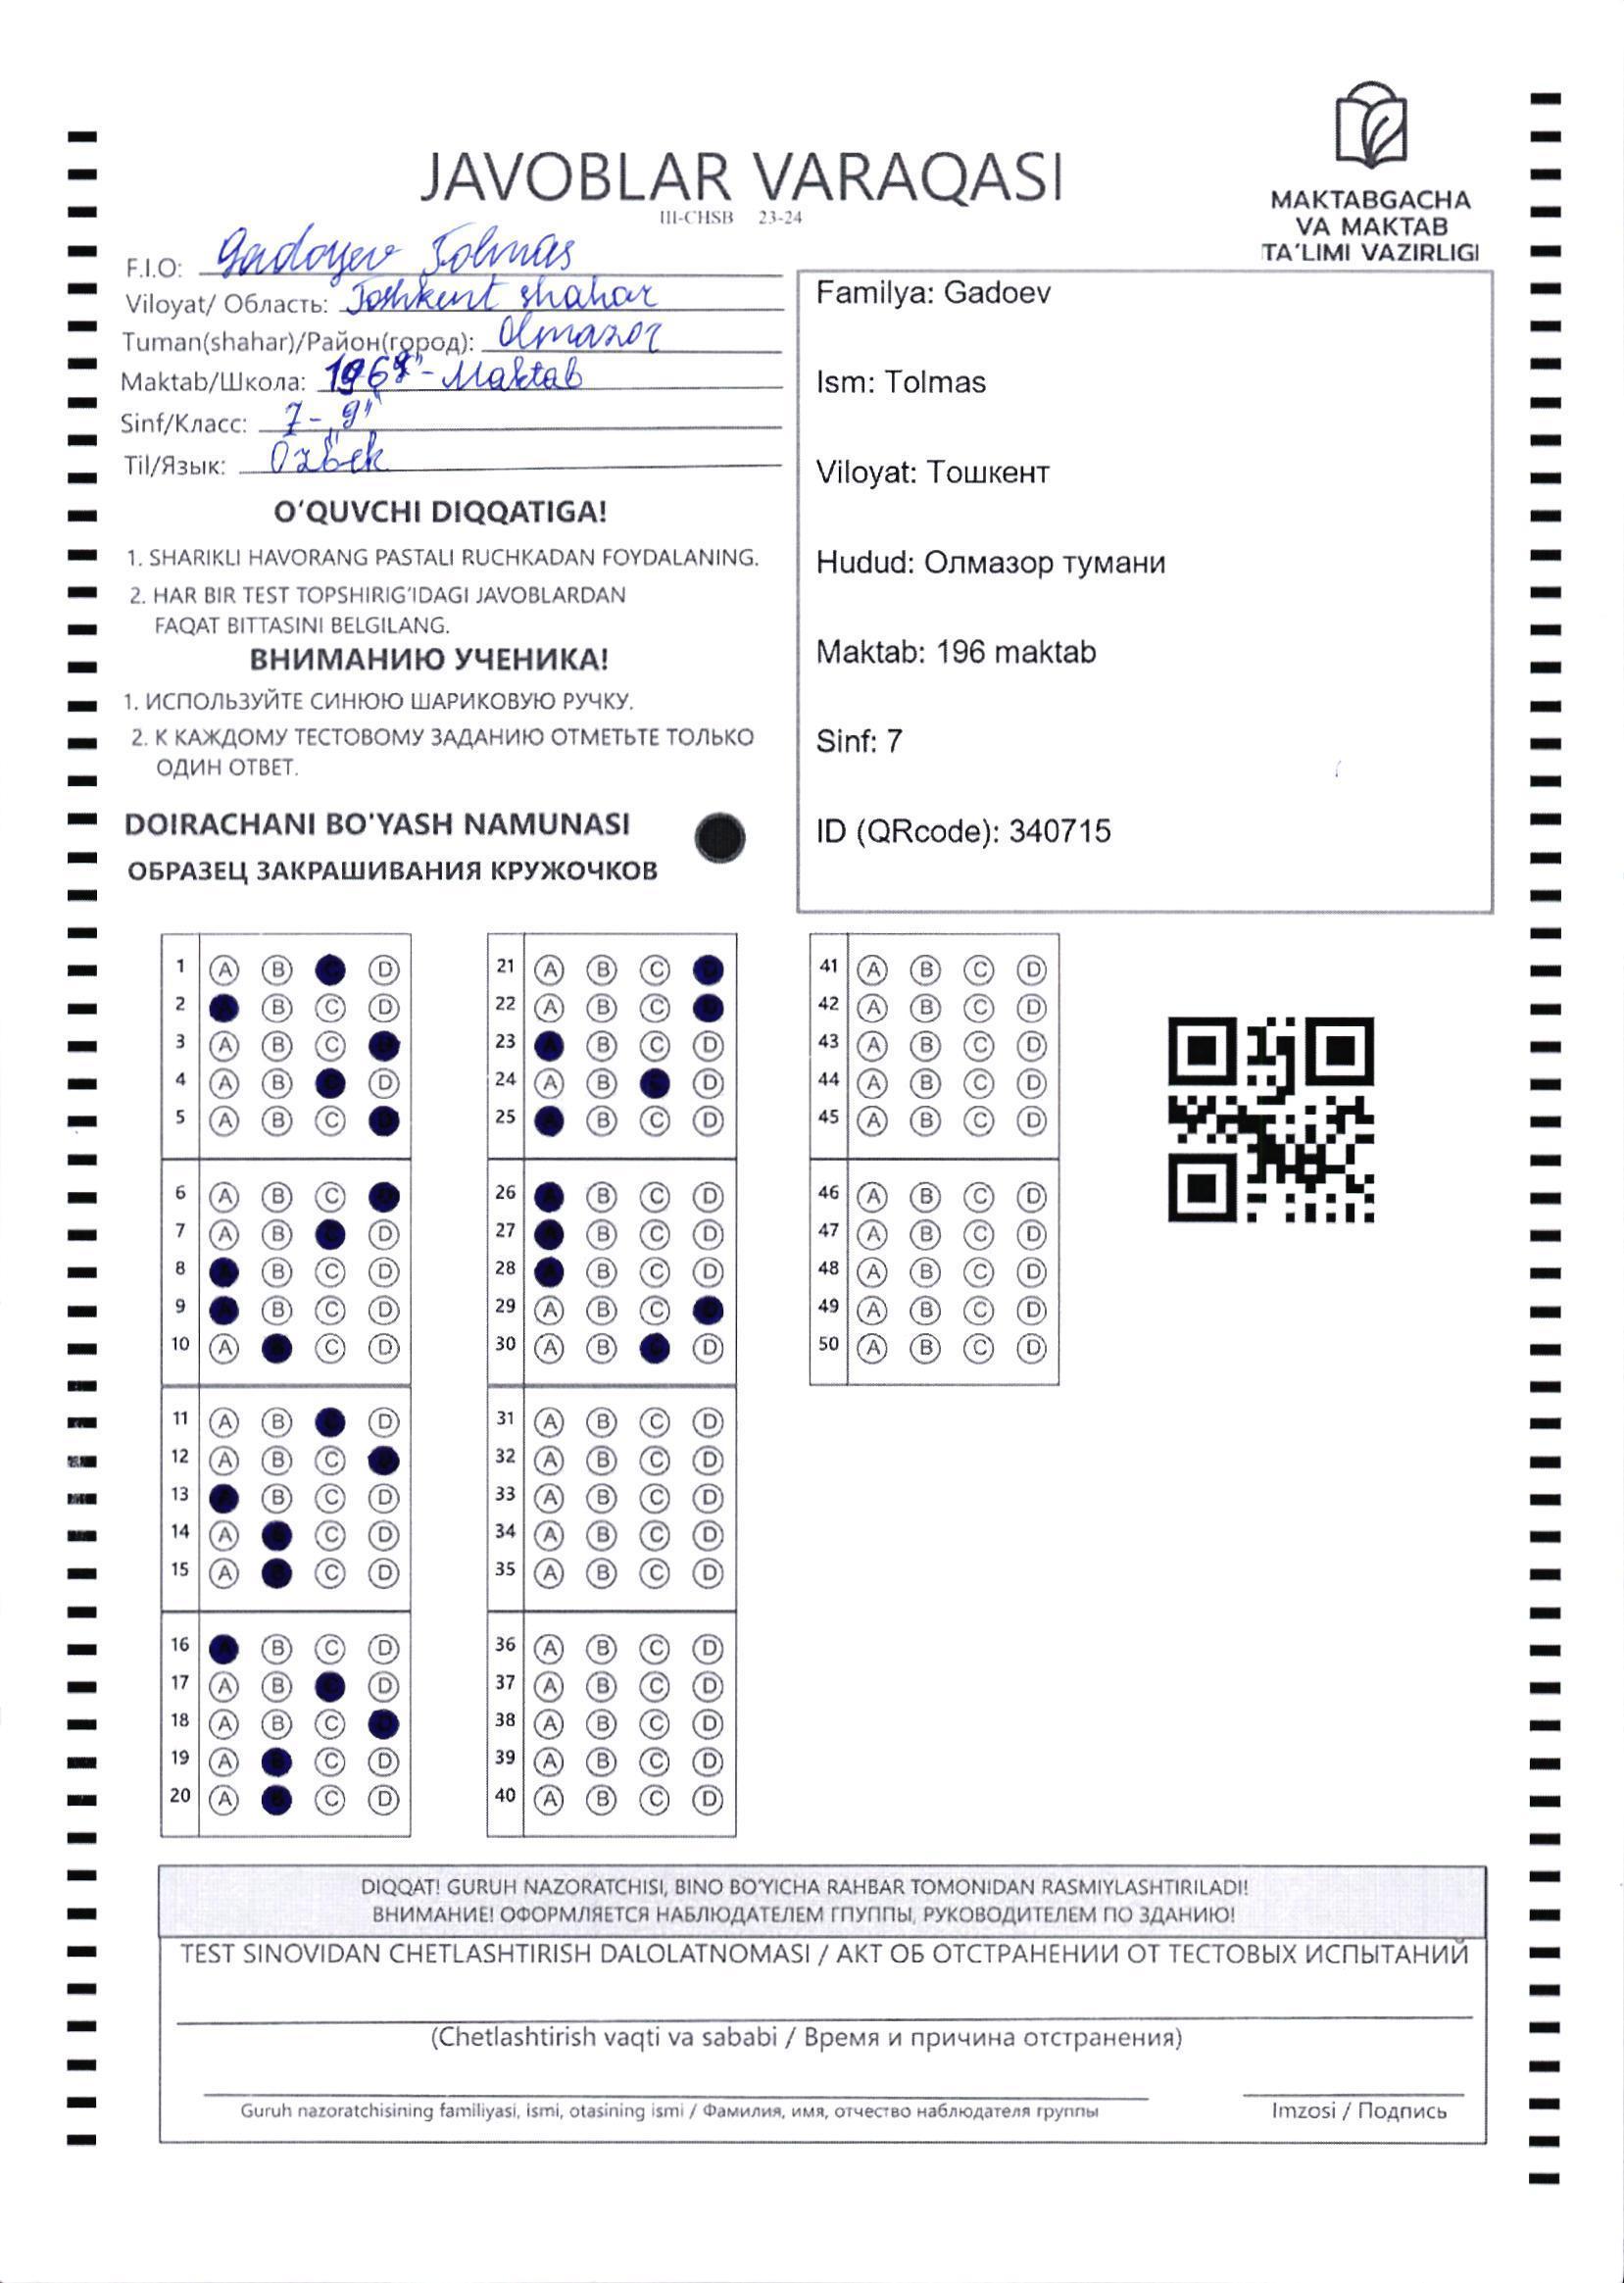 JAVOBLAR VARAQASI
III-CHSB 23-24
MAKTABGACHA
VA MAKTAB
TA'LIMI VAZIRLIGI
F.I.O: Gadoyev Tolmas
Viloyat/ Область: Toshkent shahar
Tuman(shahar)/Район(город): Olmazor
Maktab/Школа: 196 - Maktab
Sinf/Класс: 7-
Til/Язык: Ozbek
O'QUVCHI DIQQATIGA!
1. SHARIKLI HAVORANG PASTALI RUCHKADAN FOYDALANING.
2. HAR BIR TEST TOPSHIRIG'IDAGI JAVOBLARDAN
FAQAT BITTASINI BELGILANG.
ВНИМАНИЮ УЧЕНИКА!
1. ИСПОЛЬЗУЙТЕ СИНЮЮ ШАРИКОВУЮ РУЧКУ.
2. К КАЖДОМУ ТЕСТОВОМУ ЗАДАНИЮ ОТМЕТЬТЕ ТОЛЬКО
ОДИН ОТВЕТ.
DOIRACHANI BO'YASH NAMUNASI
ОБРАЗЕЦ ЗАКРАШИВАНИЯ КРУЖОЧКОВ
Familya: Gadoev
Ism: Tolmas
Viloyat: Тошкент
Hudud: Олмазор тумани
Maktab: 196 maktab
Sinf: 7
ID (QRcode): 340715
1 A B D
2 B C D
3 A B C
4 A B D
5 A B C
6 A B C
7 A B D
8 B C D
9 B C D
10 A C D
11 A B D
12 A B C
13 B C D
14 A C D
15 A C D
16 B C D
17 A B D
18 A B C
19 A C D
20 A C D
21 A B C
22 A B C
23 B C D
24 A B D
25 B C D
26 B C D
27 B C D
28 B C D
29 A B C
30 A B D
31 A B C D
32 A B C D
33 A B C D
34 A B C D
35 A B C D
36 A B C D
37 A B C D
38 A B C D
39 A B C D
40 A B C D
41 A B C D
42 A B C D
43 A B C D
44 A B C D
45 A B C D
46 A B C D
47 A B C D
48 A B C D
49 A B C D
50 A B C D
DIQQAT! GURUH NAZORATCHISI, BINO BO'YICHA RAHBAR TOMONIDAN RASMIYLASHTIRILADI!
ВНИМАНИЕ! ОФОРМЛЯЕТСЯ НАБЛЮДАТЕЛЕМ ГПУППЫ, РУКОВОДИТЕЛЕМ ПО ЗДАНИЮ!
TEST SINOVIDAN CHETLASHTIRISH DALOLATNOMASI / АКТ ОБ ОТСТРАНЕНИИ ОТ ТЕСТОВЫХ ИСПЫТАНИЙ
(Chetlashtirish vaqti va sababi / Время и причина отстранения)
Guruh nazoratchisining familiyasi, ismi, otasining ismi / Фамилия, имя, отчество наблюдателя группы
Imzosi / Подпись